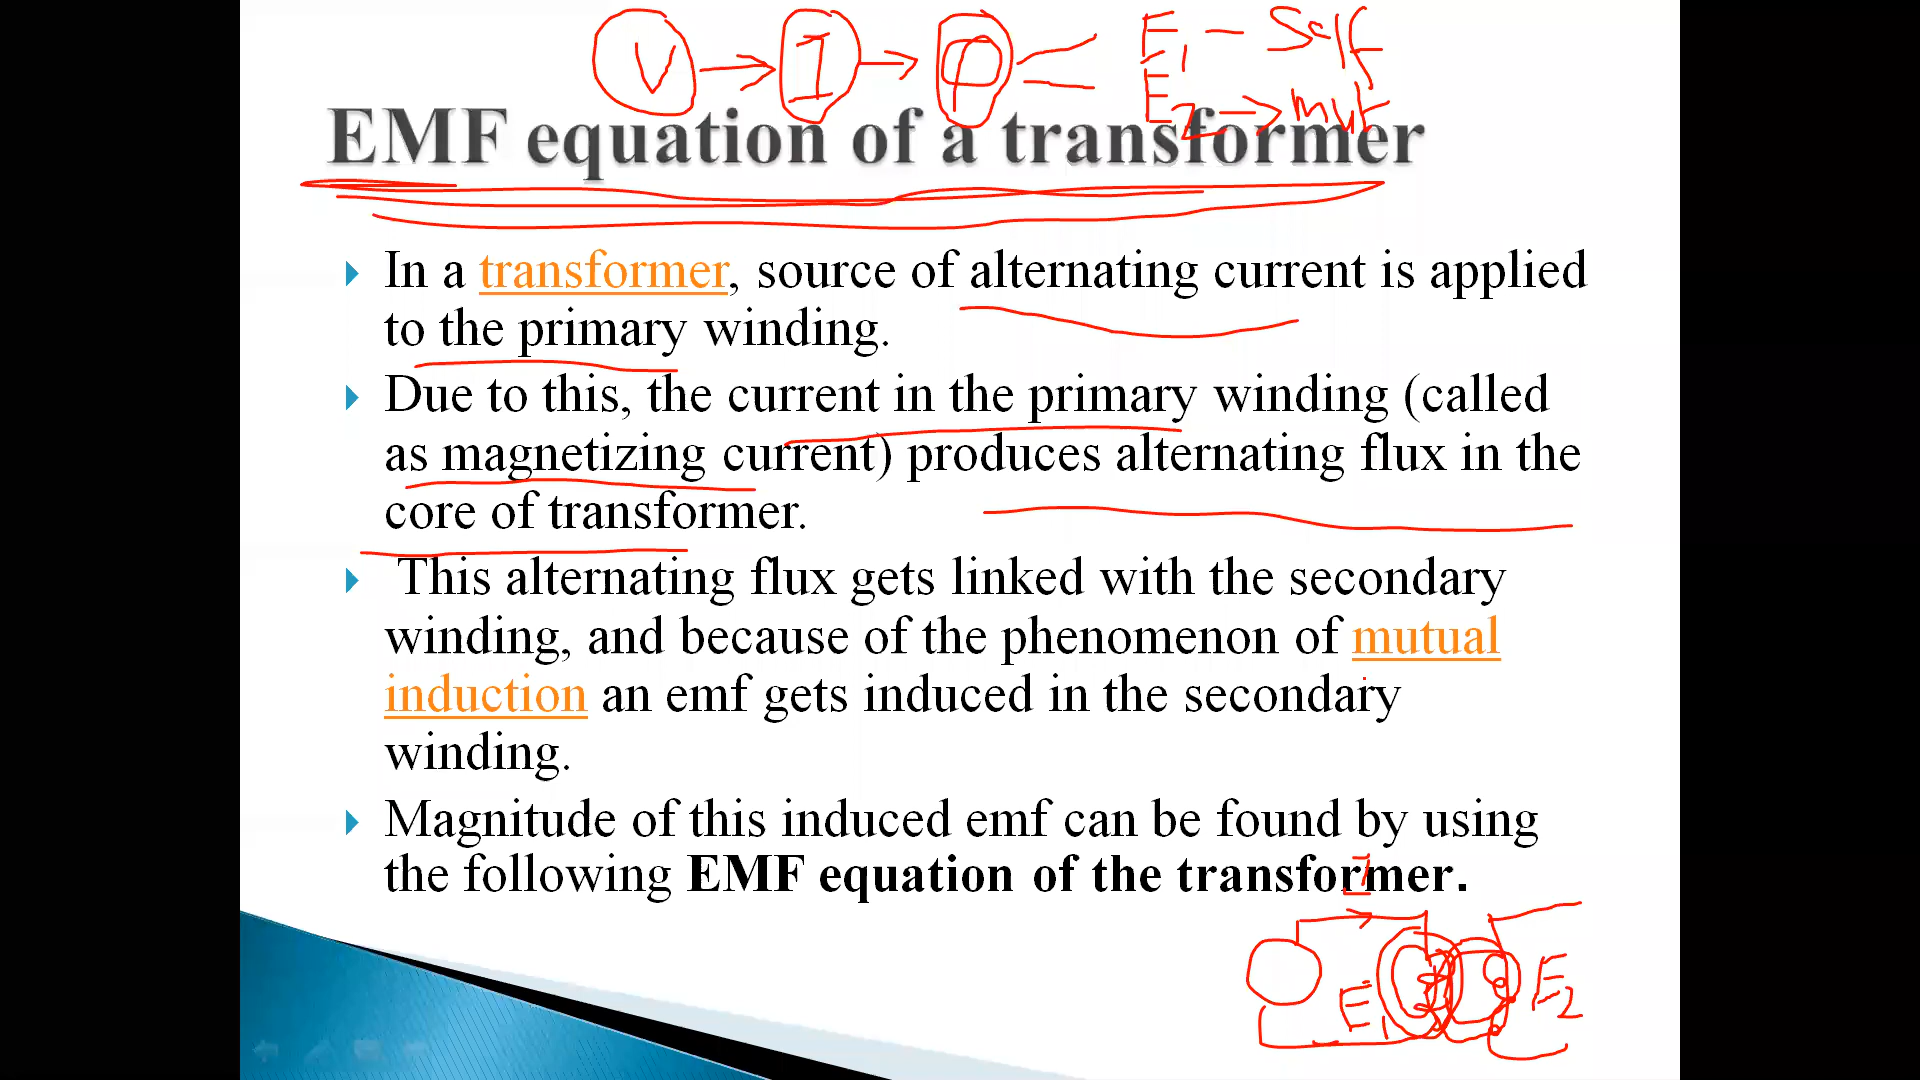 V → I → Φ E1 - Self
E2 → mut
EMF equation of a transformer
In a transformer, source of alternating current is applied
to the primary winding.
Due to this, the current in the primary winding (called
as magnetizing current) produces alternating flux in the
core of transformer.
This alternating flux gets linked with the secondary
winding, and because of the phenomenon of mutual
induction an emf gets induced in the secondary
winding.
Magnitude of this induced emf can be found by using
the following EMF equation of the transformer.
I
E1 E2